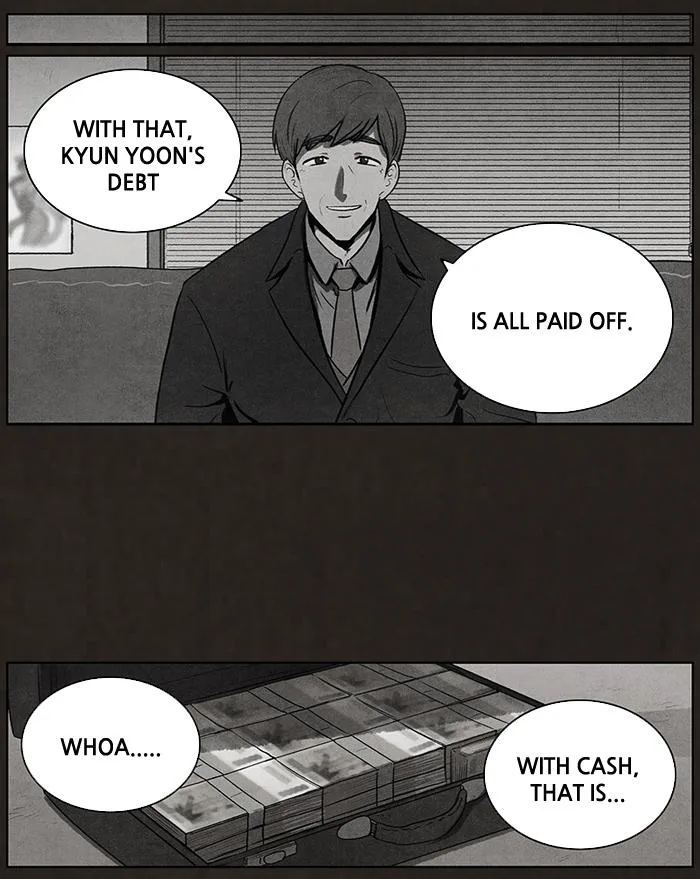 WITH THAT,
KYUN YOON'S
DEBT
IS ALL PAID OFF.
WHOA.....
WITH CASH,
THAT IS...